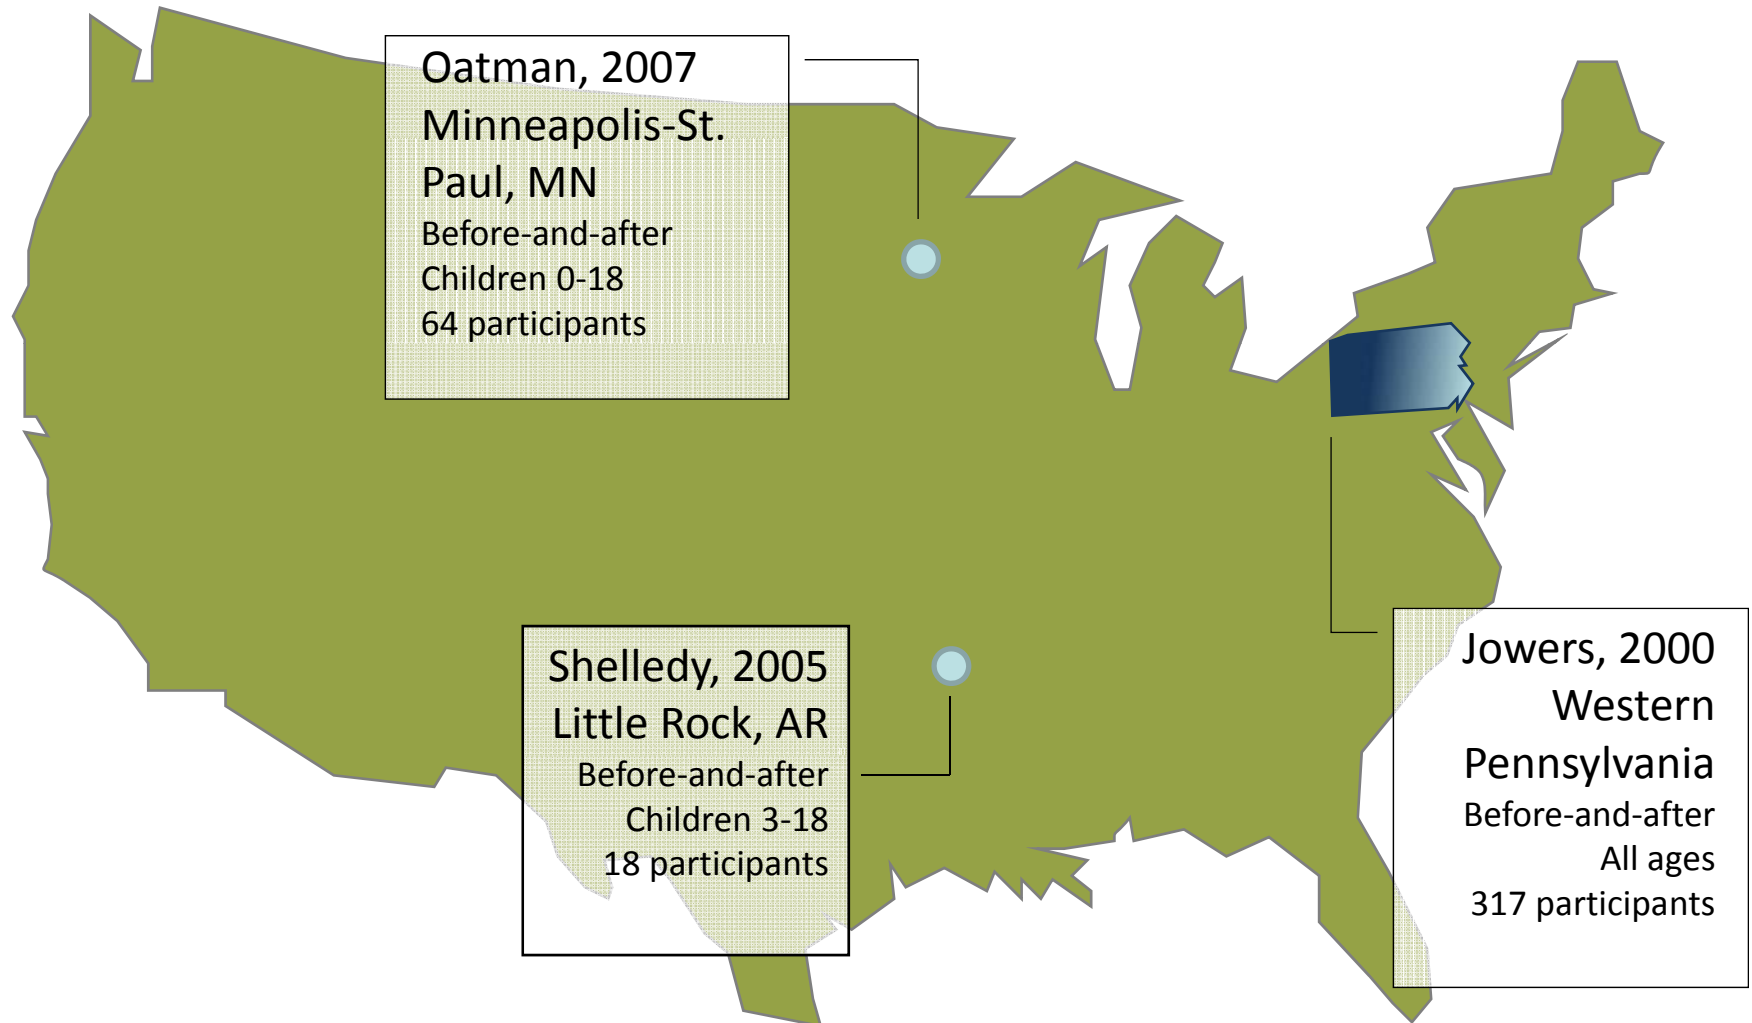 Oatman, 2007
Minneapolis-St.
Paul, MN
Before-and-after
Children 0-18
64 participants
Shelledy, 2005
Little Rock, AR
Before-and-after
Children 3-18
18 participants
Jowers, 2000
Western
Pennsylvania
Before-and-after
All ages
317 participants